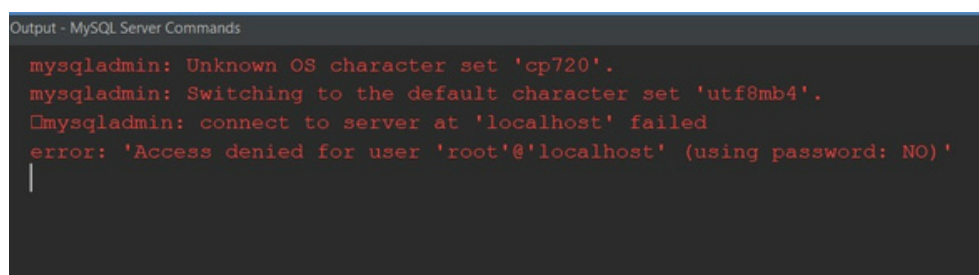 Output - MySQL Server Commands
mysqladmin: Unknown OS character set 'cp720'.
mysqladmin: Switching to the default character set 'utf8mb4'.
□mysqladmin: connect to server at 'localhost' failed
error: 'Access denied for user 'root'@'localhost' (using password: NO)'